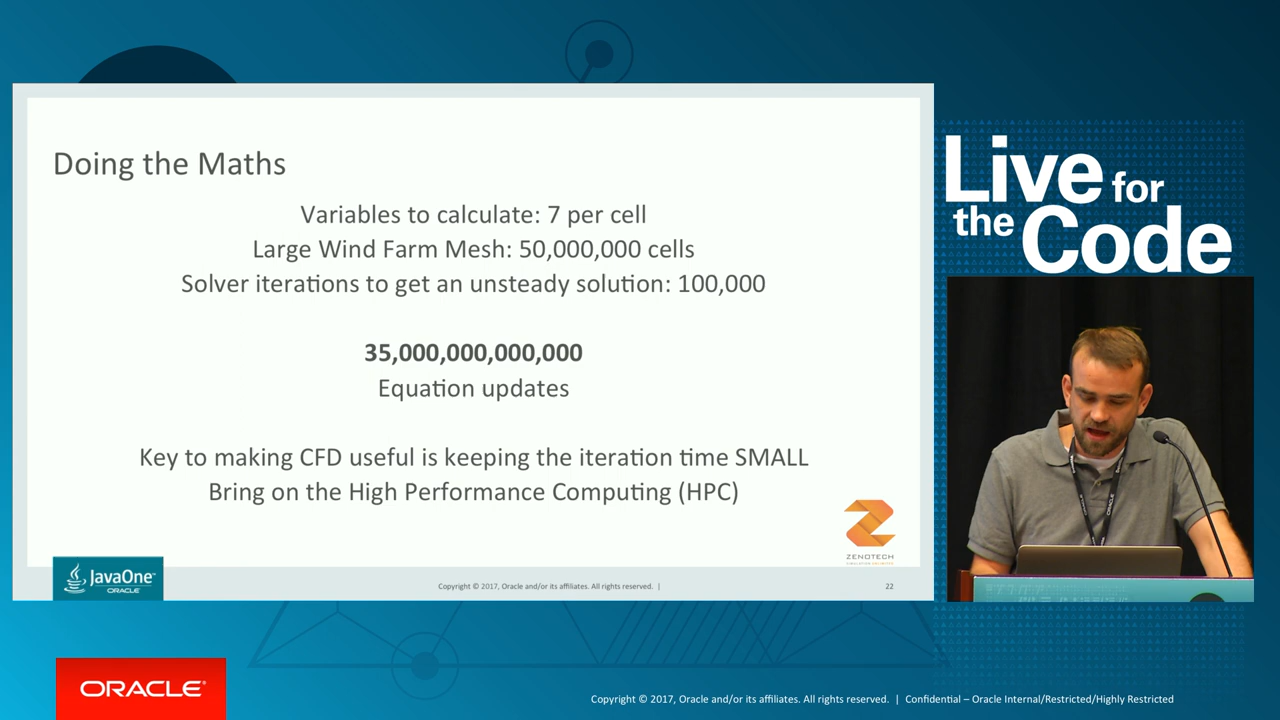 Doing the Maths
Variables to calculate: 7 per cell
Large Wind Farm Mesh: 50,000,000 cells
Solver iterations to get an unsteady solution: 100,000
35,000,000,000,000
Equation updates
Key to making CFD useful is keeping the iteration time SMALL
Bring on the High Performance Computing (HPC)
ZENOTECH
JavaOne™
ORACLE
Copyright © 2017, Oracle and/or its affiliates. All rights reserved. |
22
Live for
the Code
ORACLE
ORACLE®
Copyright © 2017, Oracle and/or its affiliates. All rights reserved. | Confidential – Oracle Internal/Restricted/Highly Restricted